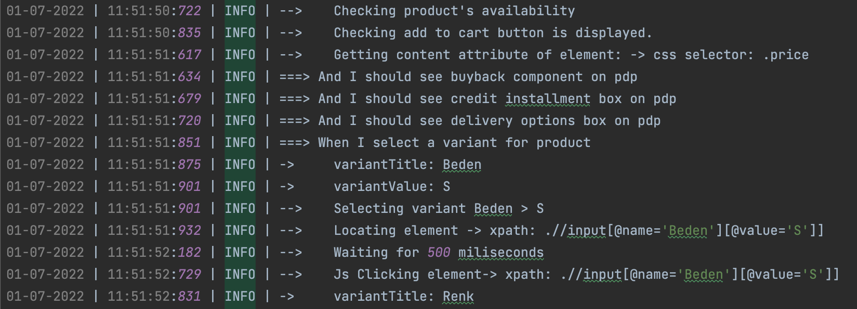 01-07-2022 | 11:51:50:722 | INFO | -->    Checking product's availability
01-07-2022 | 11:51:50:835 | INFO | -->    Checking add to cart button is displayed.
01-07-2022 | 11:51:51:617 | INFO | -->    Getting content attribute of element: -> css selector: .price
01-07-2022 | 11:51:51:634 | INFO | ===> And I should see buyback component on pdp
01-07-2022 | 11:51:51:679 | INFO | ===> And I should see credit installment box on pdp
01-07-2022 | 11:51:51:720 | INFO | ===> And I should see delivery options box on pdp
01-07-2022 | 11:51:51:851 | INFO | ===> When I select a variant for product
01-07-2022 | 11:51:51:875 | INFO | ->     variantTitle: Beden
01-07-2022 | 11:51:51:901 | INFO | ->     variantValue: S
01-07-2022 | 11:51:51:901 | INFO | -->    Selecting variant Beden > S
01-07-2022 | 11:51:51:932 | INFO | -->    Locating element -> xpath: .//input[@name='Beden'][@value='S']]
01-07-2022 | 11:51:52:182 | INFO | -->    Waiting for 500 miliseconds
01-07-2022 | 11:51:52:729 | INFO | -->    Js Clicking element-> xpath: .//input[@name='Beden'][@value='S']]
01-07-2022 | 11:51:52:831 | INFO | ->     variantTitle: Renk